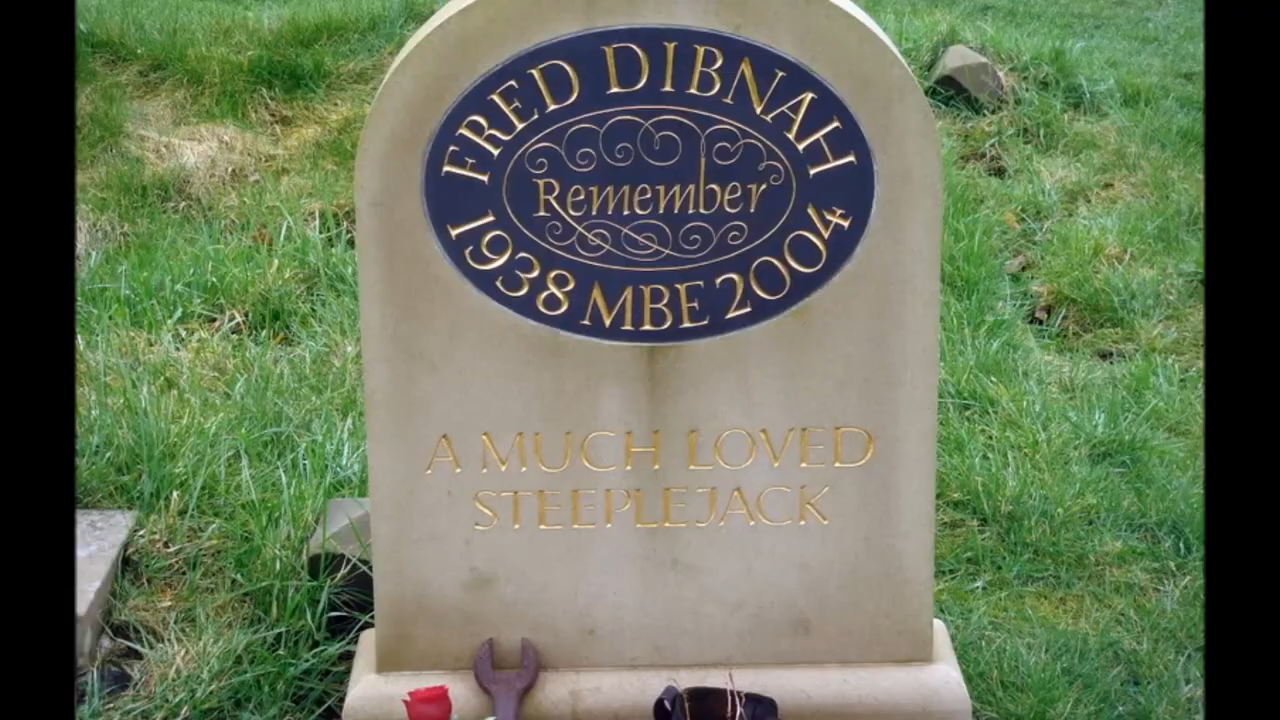 FRED DIBNAH
Remember
1938 MBE 2004
A MUCH LOVED
STEEPLEJACK